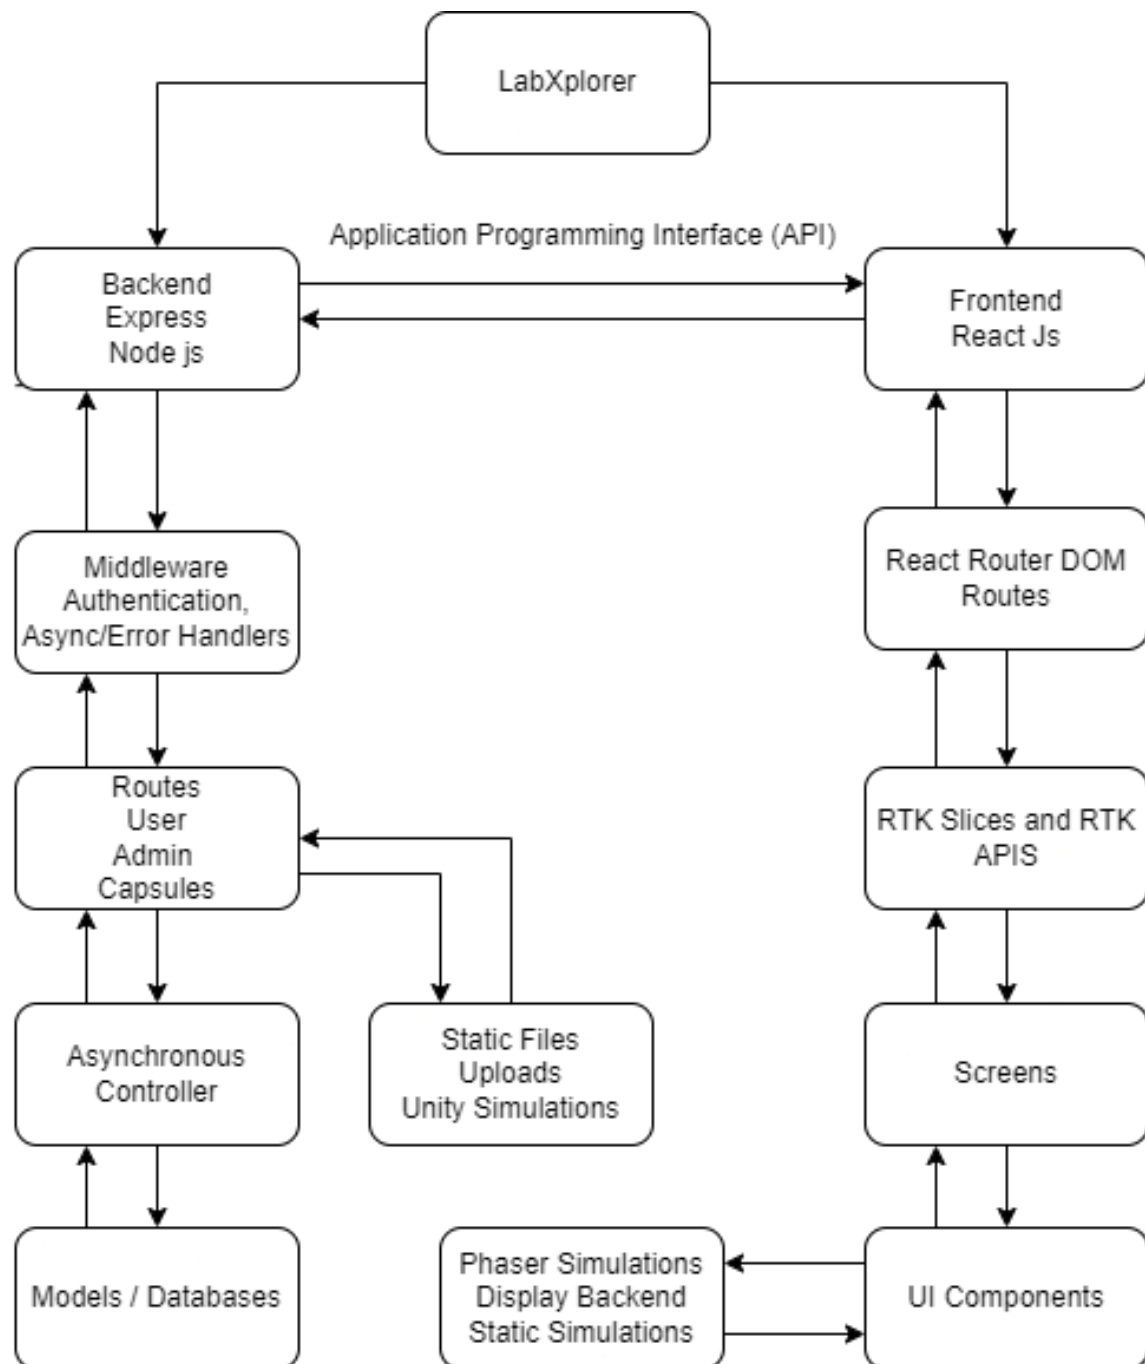 LabXplorer
Application Programming Interface (API)
Backend
Express
Node js
Frontend
React Js
Middleware
Authentication,
Async/Error Handlers
React Router DOM
Routes
Routes
User
Admin
Capsules
RTK Slices and RTK
APIS
Asynchronous
Controller
Static Files
Uploads
Unity Simulations
Screens
Models / Databases
Phaser Simulations
Display Backend
Static Simulations
UI Components